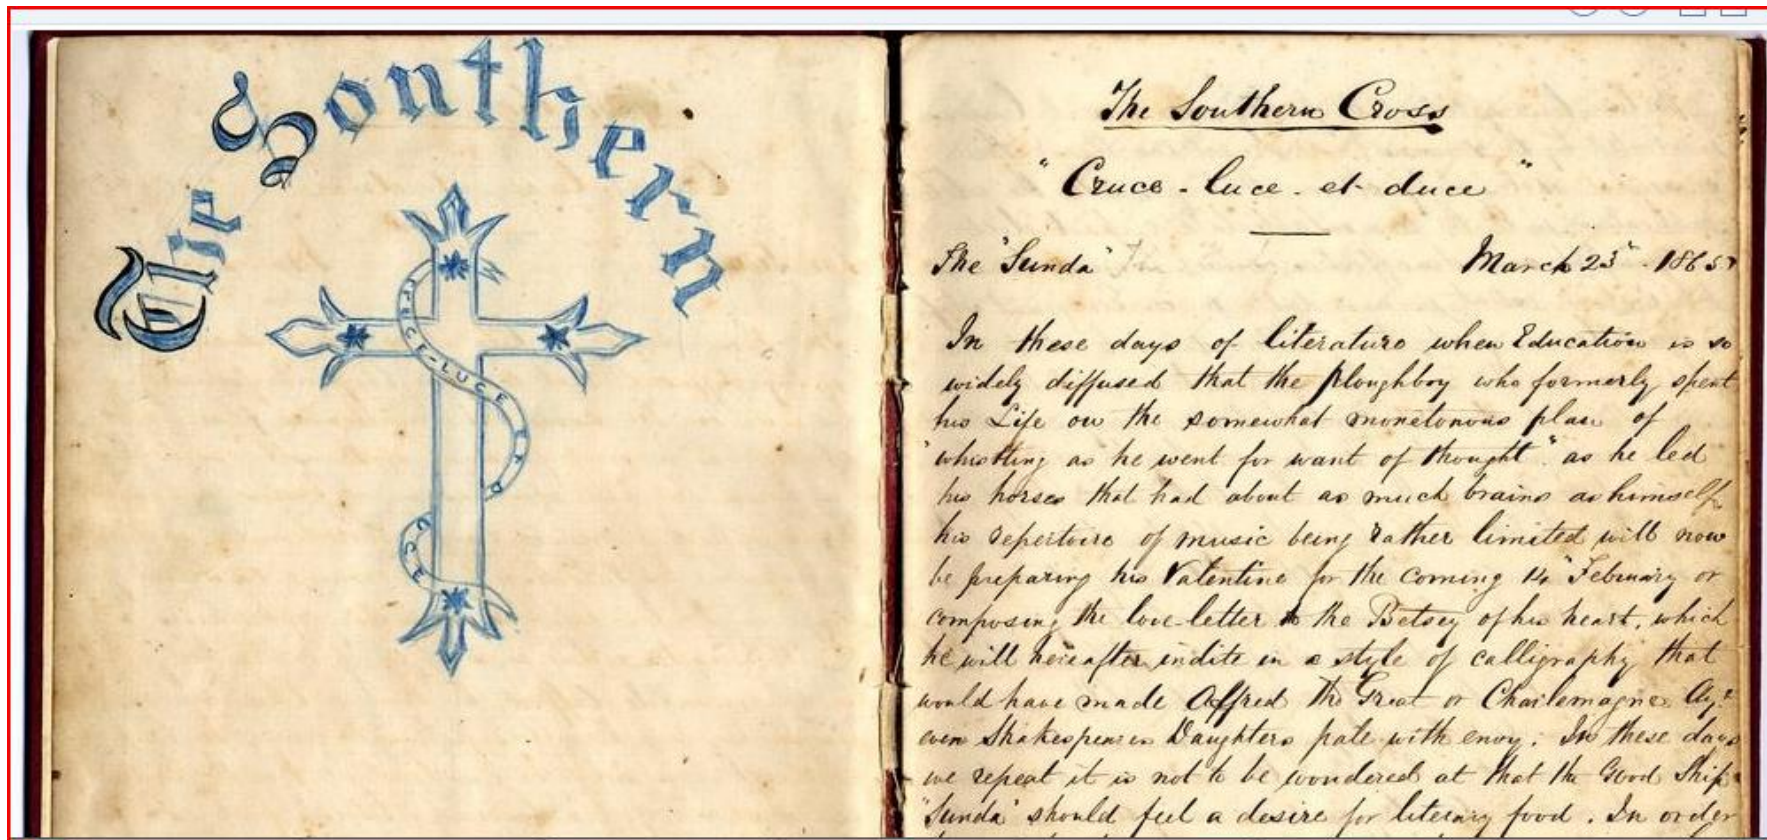 The Southern
CRUCE-LUCE ET D
UCE
The Southern Cross
"Cruce - luce - et - duce"
The "Sunda" March 23rd - 1865
In these days of literature when Education is so
widely diffused that the ploughboy who formerly spent
his Life on the somewhat monotonous plan of
"whistling as he went for want of thought" as he led
his horses that had about as much brains as himself,
his repertoire of music being rather limited will now
be preparing his Valentine for the coming 14th February or
composing the love-letter to the Betsey of his heart, which
he will hereafter indite in a style of calligraphy that
would have made Alfred the Great or Charlemagne Ay!
even Shakespeares Daughters pale with envy. In these days
we repeat it is not to be wondered at that the Good Ship
"Sunda" should feel a desire for literary food. In order